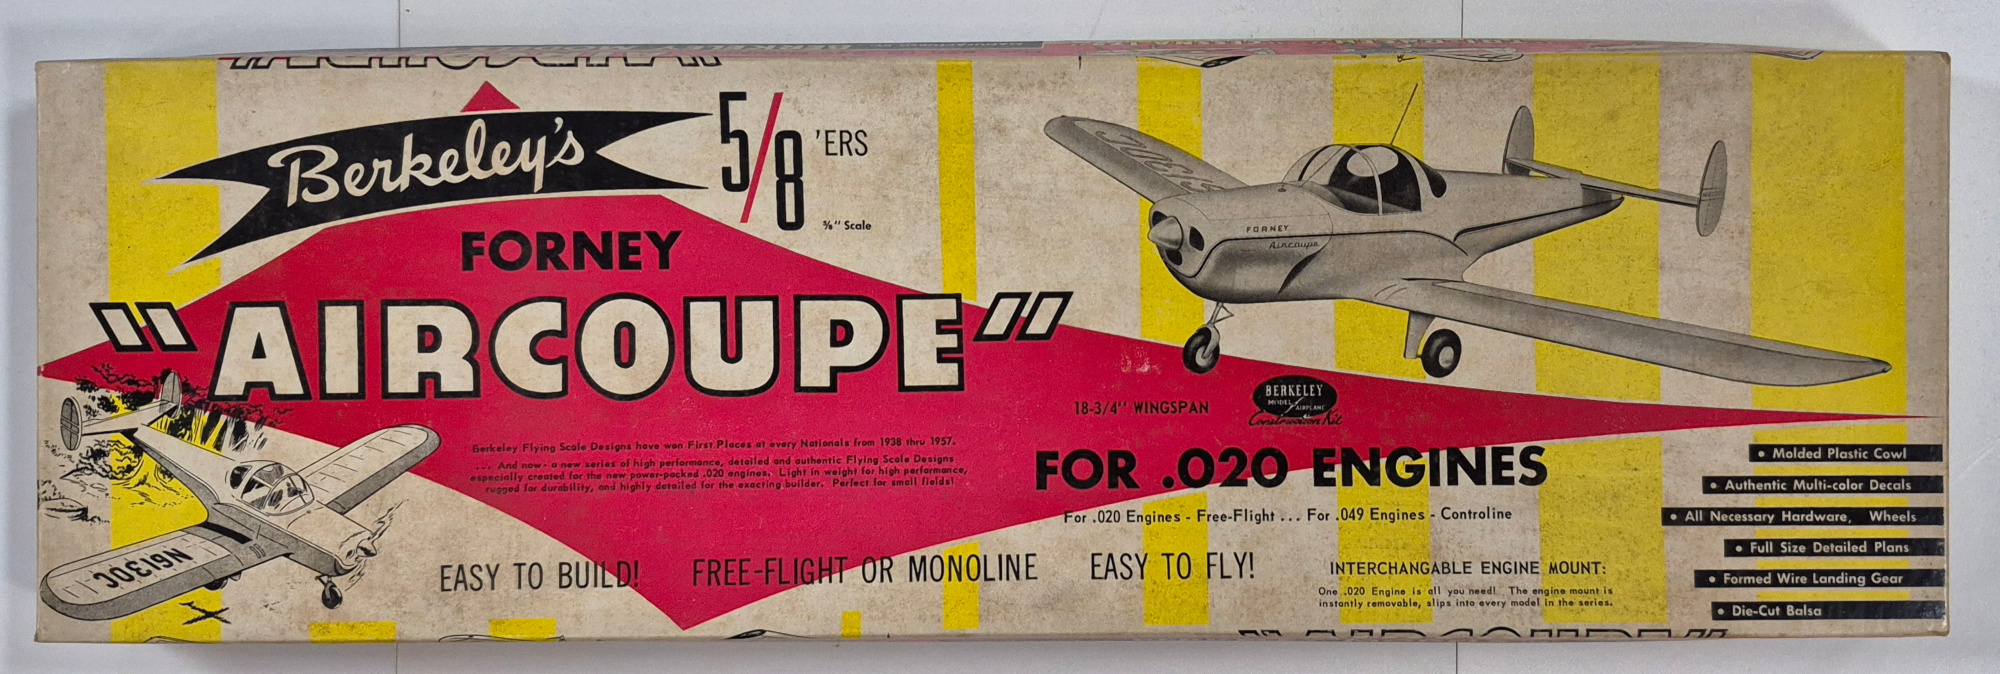 Berkeley's
5/8 'ERS
5/8" Scale
FORNEY
"AIRCOUPE"
FORNEY
Aircoupe
N6130C
18-3/4" WINGSPAN
BERKELEY
MODEL AIRPLANE
Construction Kit
Berkeley Flying Scale Designs have won First Places at every Nationals from 1938 thru 1957.
... And now - a new series of high performance, detailed and authentic Flying Scale Designs
especially created for the new power-packed .020 engines. Light in weight for high performance,
rugged for durability, and highly detailed for the exacting builder. Perfect for small fields!
FOR .020 ENGINES
For .020 Engines - Free-Flight ... For .049 Engines - Controline
EASY TO BUILD! FREE-FLIGHT OR MONOLINE EASY TO FLY!
INTERCHANGABLE ENGINE MOUNT:
One .020 Engine is all you need! The engine mount is
instantly removable, slips into every model in the series.
• Molded Plastic Cowl
• Authentic Multi-color Decals
• All Necessary Hardware, Wheels
• Full Size Detailed Plans
• Formed Wire Landing Gear
• Die-Cut Balsa
"AIRCOUPE"